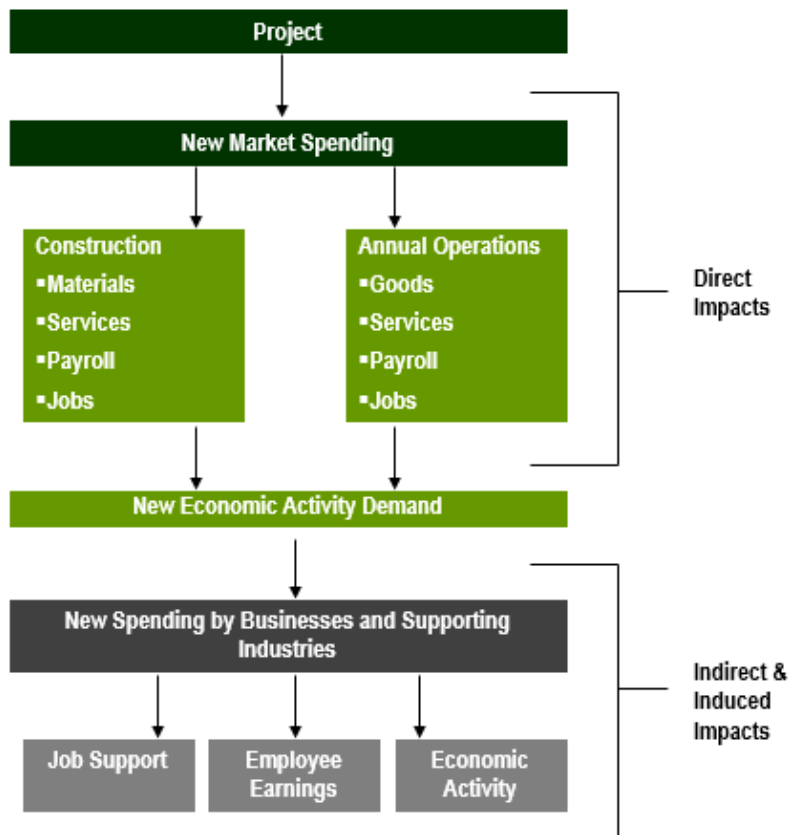 Project
New Market Spending
Construction
▪Materials
▪Services
▪Payroll
▪Jobs
Annual Operations
▪Goods
▪Services
▪Payroll
▪Jobs
Direct
Impacts
New Economic Activity Demand
New Spending by Businesses and Supporting
Industries
Job Support
Employee
Earnings
Economic
Activity
Indirect &
Induced
Impacts